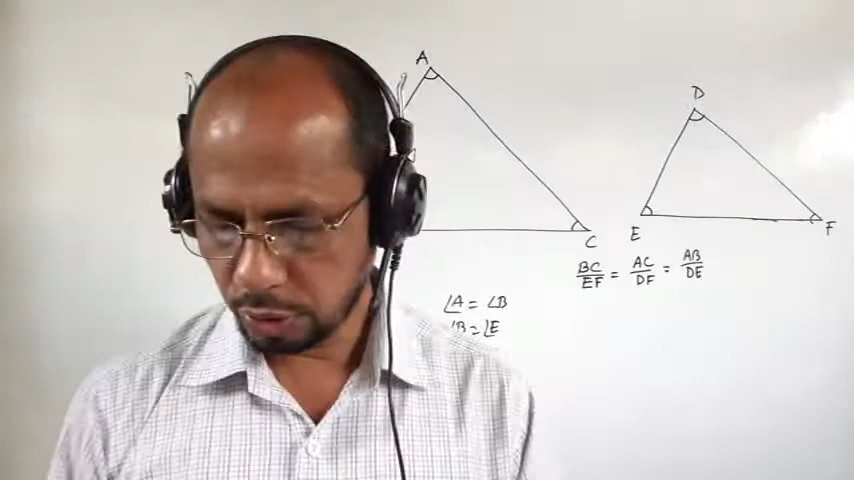 A
D
C
E
F
BC/EF = AC/DF = AB/DE
∠A = ∠B
∠B = ∠E